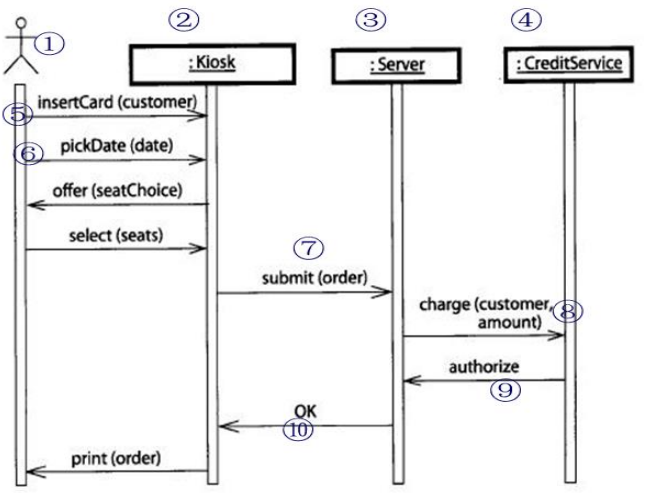 ① ② ③ ④
: Kiosk : Server : CreditService
⑤ insertCard (customer)
⑥ pickDate (date)
offer (seatChoice)
select (seats)
⑦
submit (order)
charge (customer, ⑧
amount)
authorize
⑨
OK
⑩
print (order)